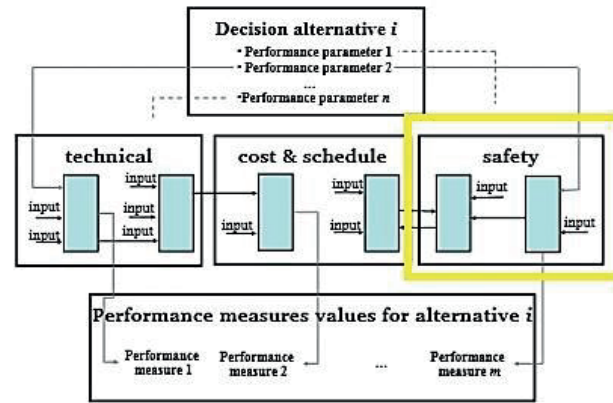 Decision alternative i
• Performance parameter 1
• Performance parameter 2
...
• Performance parameter n
technical
cost & schedule
safety
input
input
input
input
input
input
input
input
input
input
input
Performance measures values for alternative i
Performance
measure 1
Performance
measure 2
...
Performance
measure m